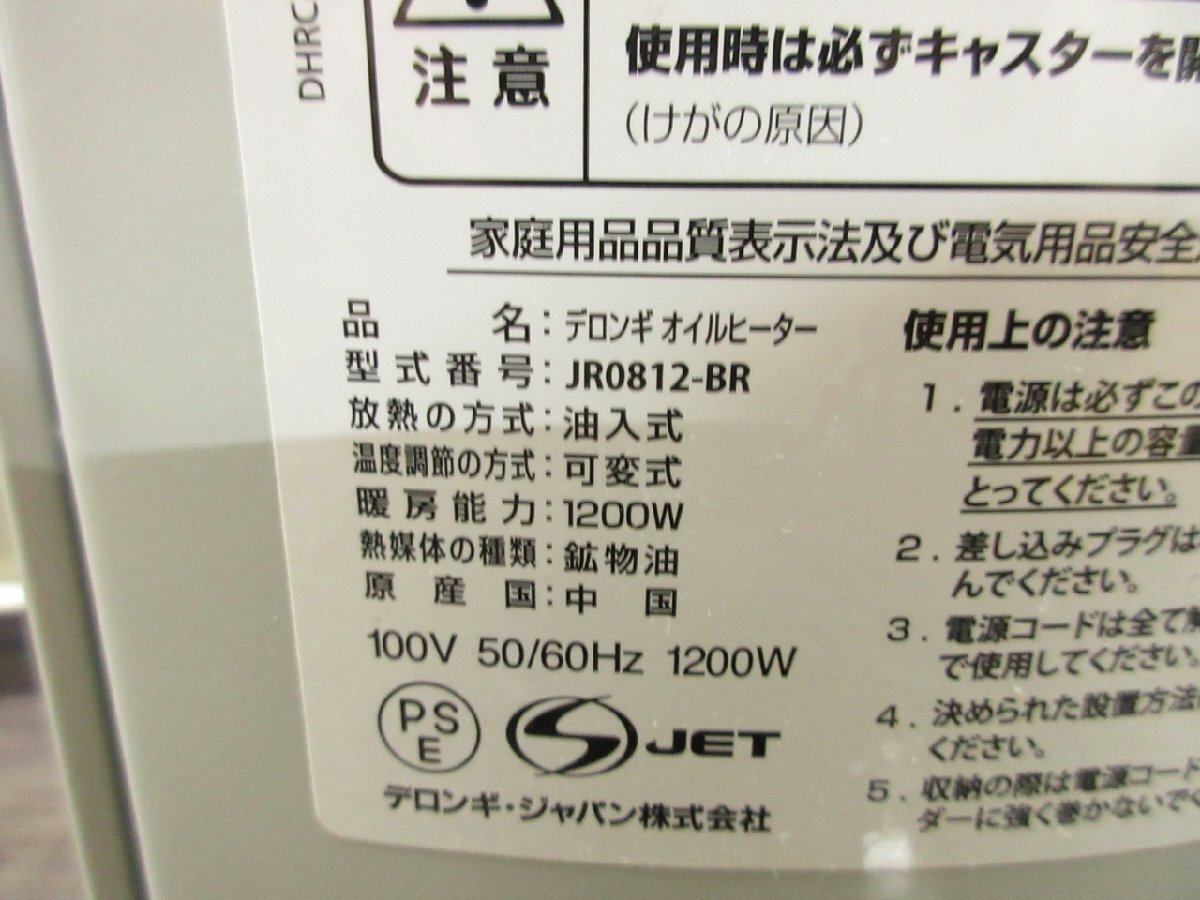 DHRC
注意
使用時は必ずキャスターを開
（けがの原因）
家庭用品品質表示法及び電気用品安全
品名：デロンギ オイルヒーター
型式番号：JR0812-BR
放熱の方式：油入式
温度調節の方式：可変式
暖房能力：1200W
熱媒体の種類：鉱物油
原産国：中国
100V 50/60Hz 1200W
PS
E
JET
デロンギ・ジャパン株式会社
使用上の注意
1．電源は必ずこの
電力以上の容量
とってください。
2．差し込みプラグは
んでください。
3．電源コードは全て解
で使用してください。
4．決められた設置方法
ください。
5．収納の際は電源コード
ダーに強く巻かないでく